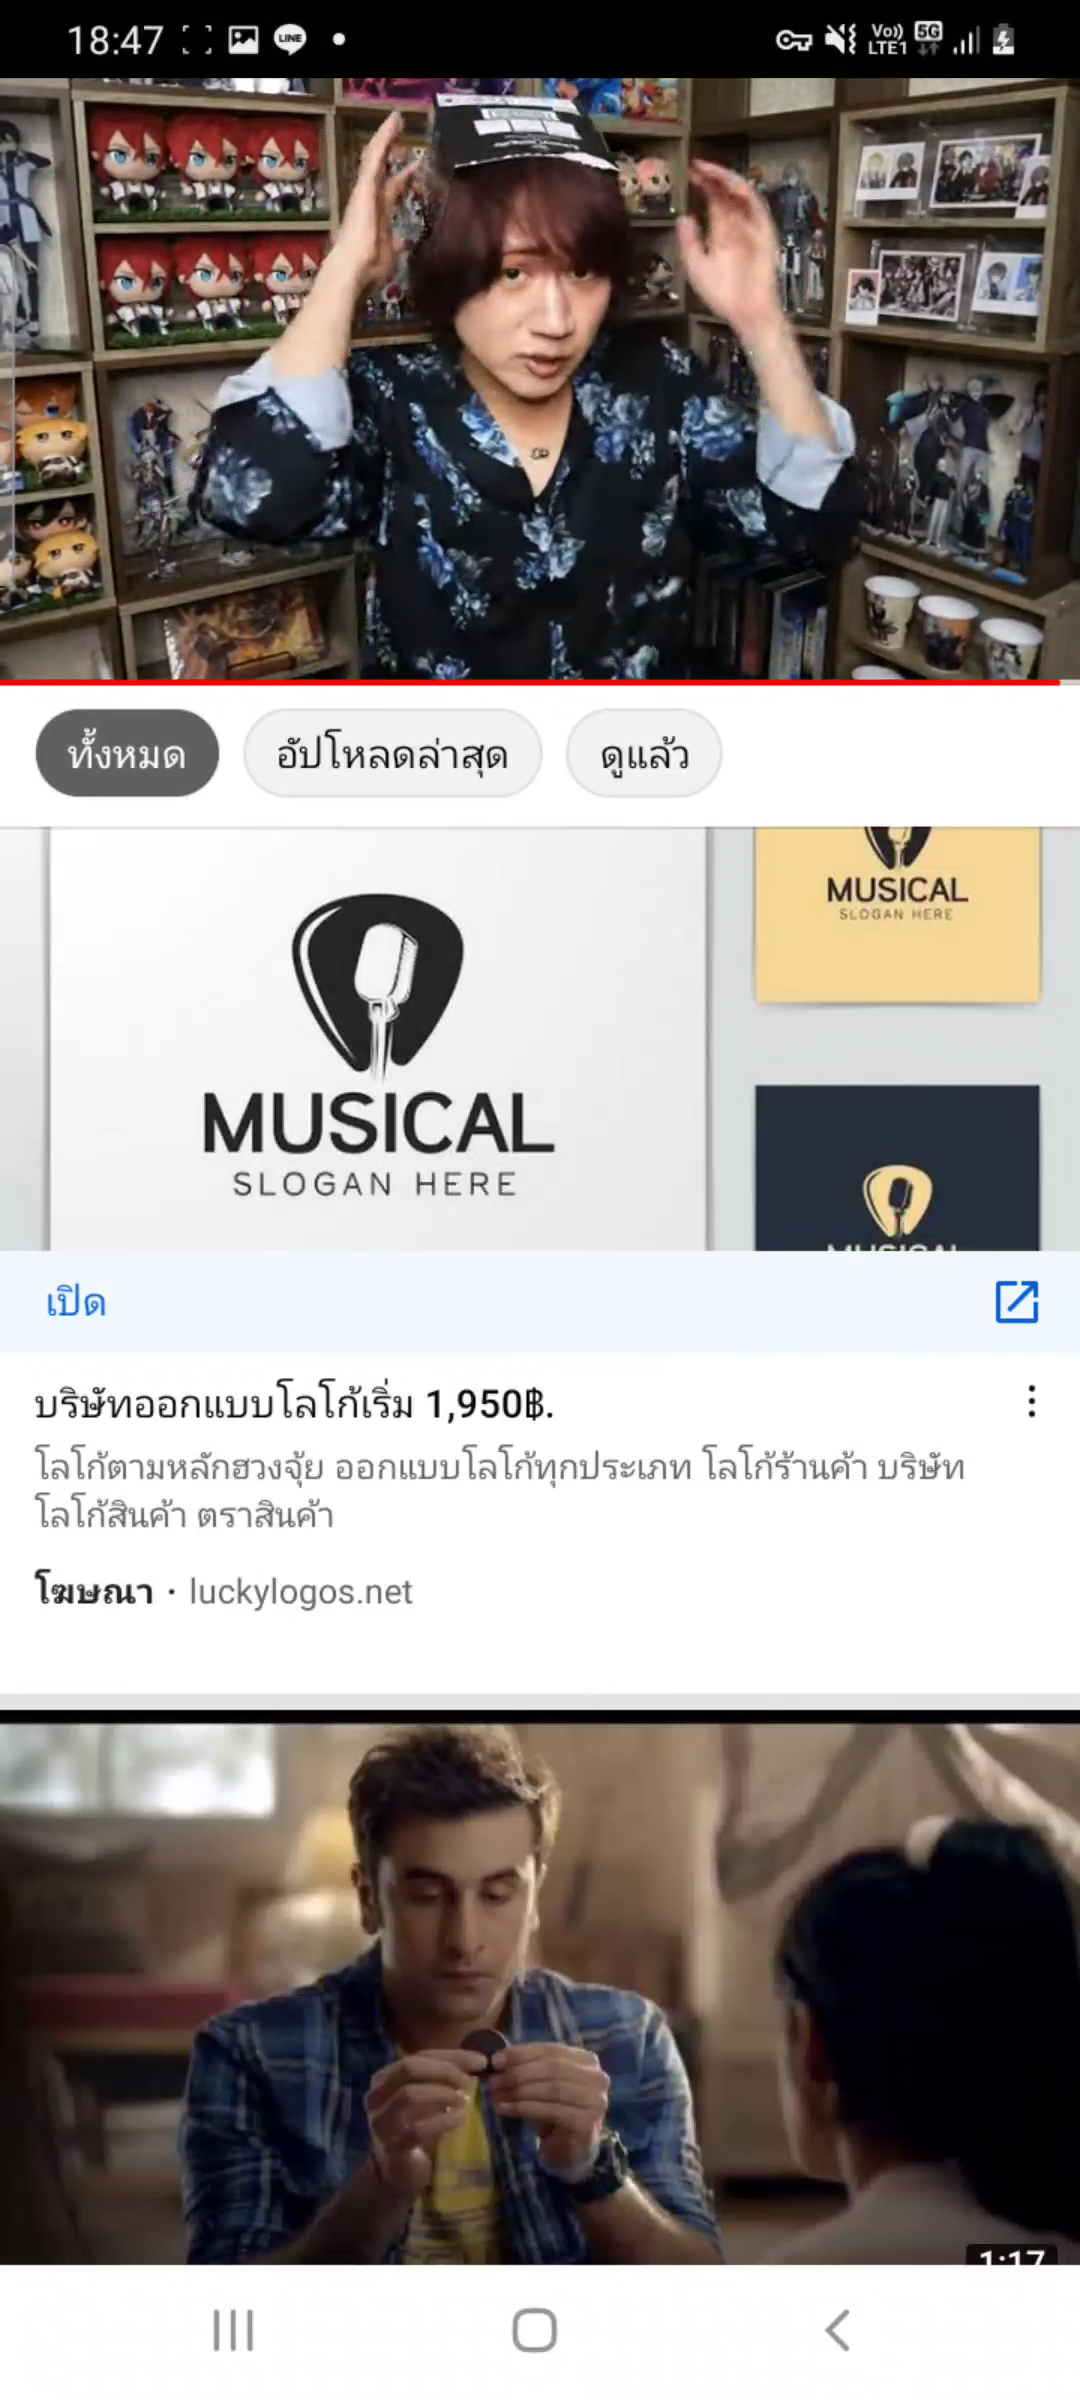 18:47
LINE
Vo))
LTE1
5G
ทั้งหมด
อัปโหลดล่าสุด
ดูแล้ว
MUSICAL
SLOGAN HERE
MUSICAL
SLOGAN HERE
MUSICAL
เปิด
บริษัทออกแบบโลโก้เริ่ม 1,950฿.
โลโก้ตามหลักฮวงจุ้ย ออกแบบโลโก้ทุกประเภท โลโก้ร้านค้า บริษัท
โลโก้สินค้า ตราสินค้า
โฆษณา · luckylogos.net
1:17